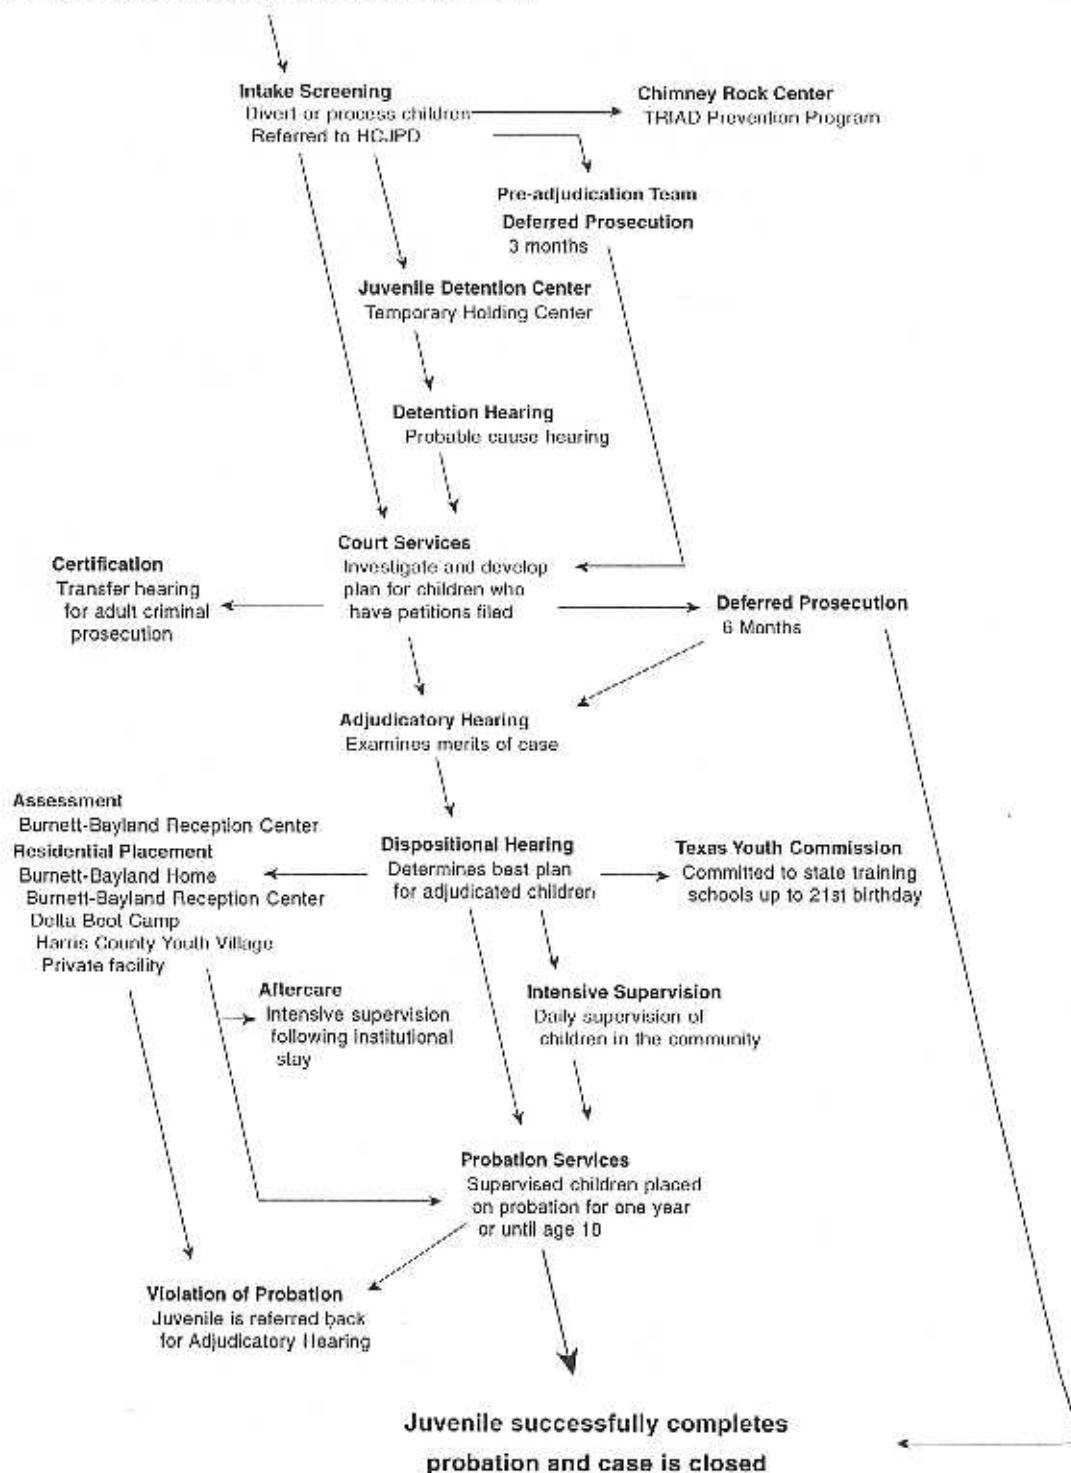 Intake Screening
Divert or process children
Referred to HCJPD
Chimney Rock Center
TRIAD Prevention Program
Pre-adjudication Team
Deferred Prosecution
3 months
Juvenile Detention Center
Temporary Holding Center
Detention Hearing
Probable cause hearing
Court Services
Investigate and develop
plan for children who
have petitions filed
Certification
Transfer hearing
for adult criminal
prosecution
Deferred Prosecution
6 Months
Adjudicatory Hearing
Examines merits of case
Assessment
Burnett-Bayland Reception Center
Residential Placement
Burnett-Bayland Home
Burnett-Bayland Reception Center
Delta Boot Camp
Harris County Youth Village
Private facility
Dispositional Hearing
Determines best plan
for adjudicated children
Texas Youth Commission
Committed to state training
schools up to 21st birthday
Aftercare
Intensive supervision
following institutional
stay
Intensive Supervision
Daily supervision of
children in the community
Probation Services
Supervised children placed
on probation for one year
or until age
Violation of Probation
Juvenile is referred back
for Adjudicatory Hearing
Juvenile successfully completes
probation and case is closed